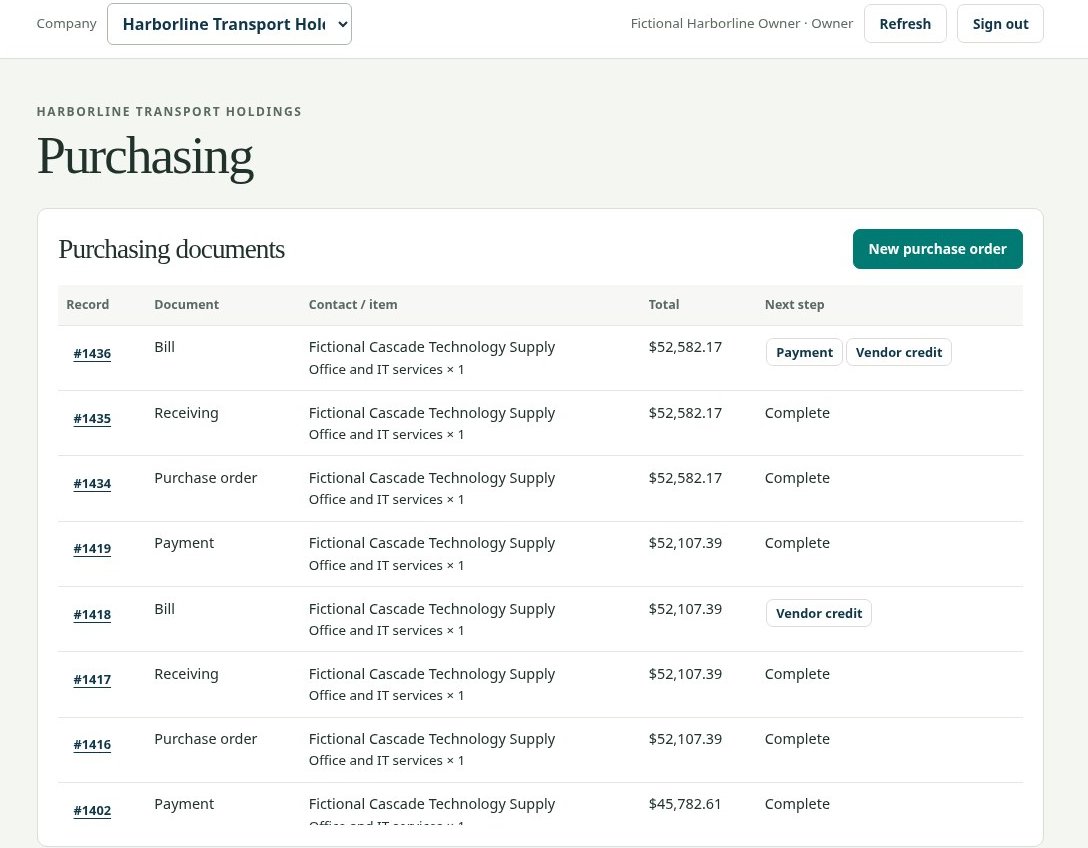 Company Harborline Transport Hol Fictional Harborline Owner · Owner Refresh Sign out
HARBORLINE TRANSPORT HOLDINGS
Purchasing
Purchasing documents New purchase order
Record Document Contact / item Total Next step
#1436 Bill Fictional Cascade Technology Supply $52,582.17 Payment Vendor credit
Office and IT services × 1
#1435 Receiving Fictional Cascade Technology Supply $52,582.17 Complete
Office and IT services × 1
#1434 Purchase order Fictional Cascade Technology Supply $52,582.17 Complete
Office and IT services × 1
#1419 Payment Fictional Cascade Technology Supply $52,107.39 Complete
Office and IT services × 1
#1418 Bill Fictional Cascade Technology Supply $52,107.39 Vendor credit
Office and IT services × 1
#1417 Receiving Fictional Cascade Technology Supply $52,107.39 Complete
Office and IT services × 1
#1416 Purchase order Fictional Cascade Technology Supply $52,107.39 Complete
Office and IT services × 1
#1402 Payment Fictional Cascade Technology Supply $45,782.61 Complete